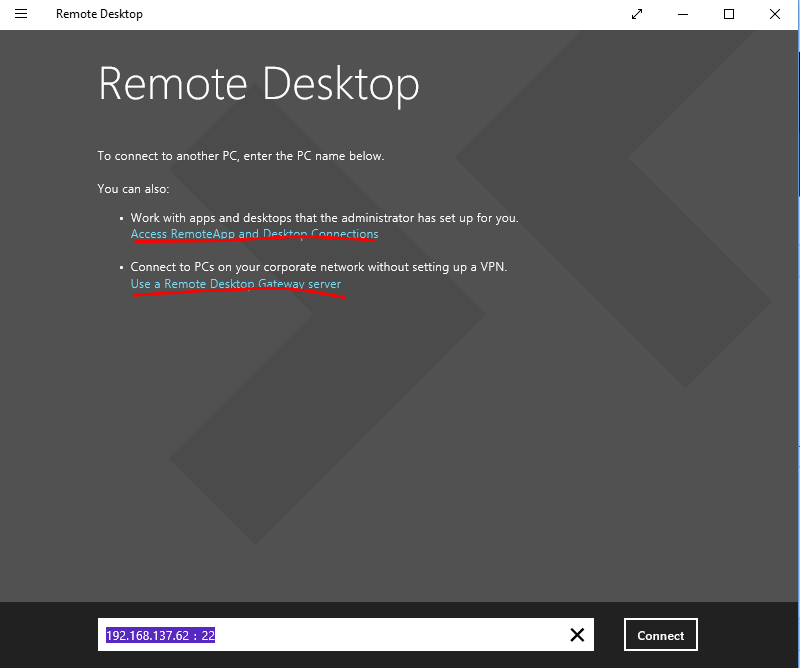 Remote Desktop
Remote Desktop
To connect to another PC, enter the PC name below.
You can also:
• Work with apps and desktops that the administrator has set up for you.
Access RemoteApp and Desktop Connections
• Connect to PCs on your corporate network without setting up a VPN.
Use a Remote Desktop Gateway server
192.168.137.62 : 22
Connect